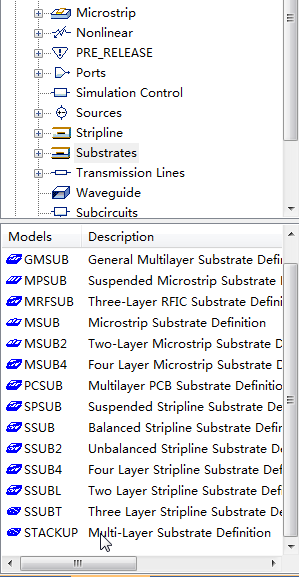 Microstrip
Nonlinear
PRE_RELEASE
Ports
Simulation Control
Sources
Stripline
Substrates
Transmission Lines
Waveguide
Subcircuits
Models Description
GMSUB General Multilayer Substrate Defin
MPSUB Suspended Microstrip Substrate
MRFSUB Three-Layer RFIC Substrate Defini
MSUB Microstrip Substrate Definition
MSUB2 Two-Layer Microstrip Substrate D
MSUB4 Four Layer Microstrip Substrate D
PCSUB Multilayer PCB Substrate Definitio
SPSUB Suspended Stripline Substrate Def
SSUB Balanced Stripline Substrate Defin
SSUB2 Unbalanced Stripline Substrate De
SSUB4 Four Layer Stripline Substrate Def
SSUBL Two Layer Stripline Substrate Def
SSUBT Three Layer Stripline Substrate De
STACKUP Multi-Layer Substrate Definition